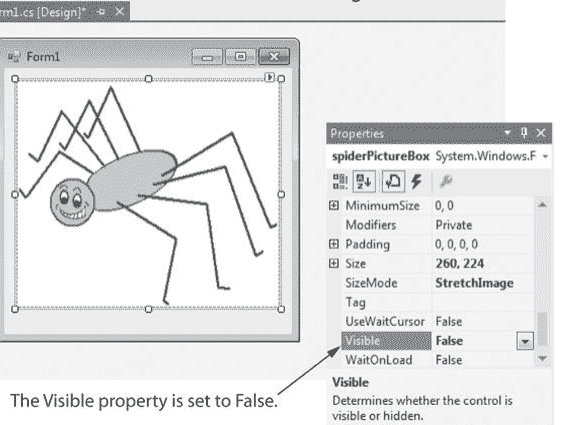 rm1.cs [Design]*
Form1
Properties
spiderPictureBox System.Windows.F
MinimumSize 0, 0
Modifiers Private
Padding 0, 0, 0, 0
Size 260, 224
SizeMode StretchImage
Tag
UseWaitCursor False
Visible False
WaitOnLoad False
Visible
Determines whether the control is
visible or hidden.
The Visible property is set to False.